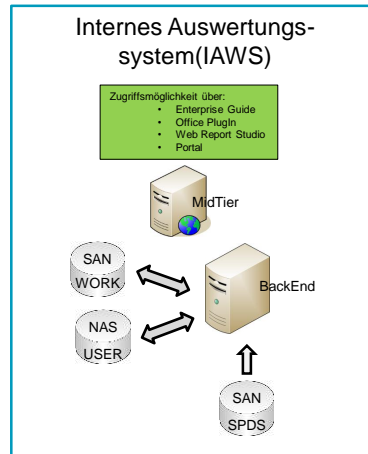 Internes Auswertungs-
system(IAWS)
Zugriffsmöglichkeit über:
• Enterprise Guide
• Office PlugIn
• Web Report Studio
• Portal
MidTier
SAN
WORK
BackEnd
NAS
USER
SAN
SPDS